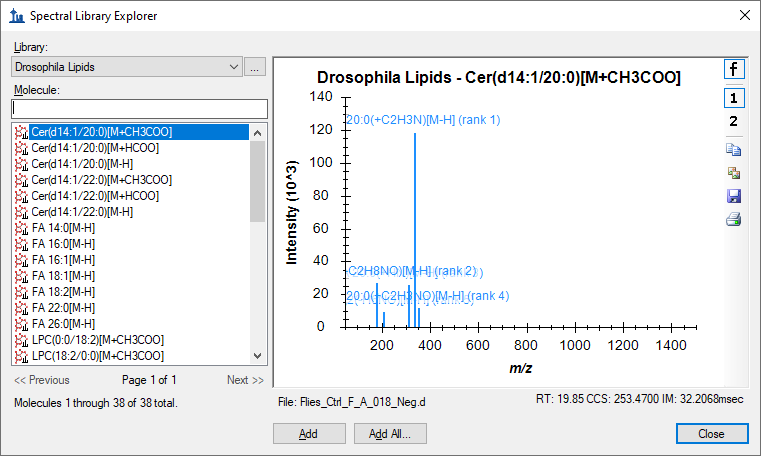 Spectral Library Explorer
Library:
Drosophila Lipids
...
Molecule:
Cer(d14:1/20:0)[M+CH3COO]
Cer(d14:1/20:0)[M+HCOO]
Cer(d14:1/20:0)[M-H]
Cer(d14:1/22:0)[M+CH3COO]
Cer(d14:1/22:0)[M+HCOO]
Cer(d14:1/22:0)[M-H]
FA 14:0[M-H]
FA 16:0[M-H]
FA 16:1[M-H]
FA 18:1[M-H]
FA 18:2[M-H]
FA 22:0[M-H]
FA 26:0[M-H]
LPC(0:0/18:2)[M+CH3COO]
LPC(18:2/0:0)[M+CH3COO]
<< Previous
Page 1 of 1
Next >>
Molecules 1 through 38 of 38 total.
Drosophila Lipids - Cer(d14:1/20:0)[M+CH3COO]
Intensity (10^3)
140
120
100
80
60
40
20
0
20:0(+C2H3N)[M-H] (rank 1)
C2H8NO)[M-H] (rank 2)
20:0(+C2H3NO)[M-H] (rank 4)
200
400
600
800
1000
1200
1400
m/z
f
1
2
File: Flies_Ctrl_F_A_018_Neg.d
RT: 19.85 CCS: 253.4700 IM: 32.2068msec
Add
Add All...
Close